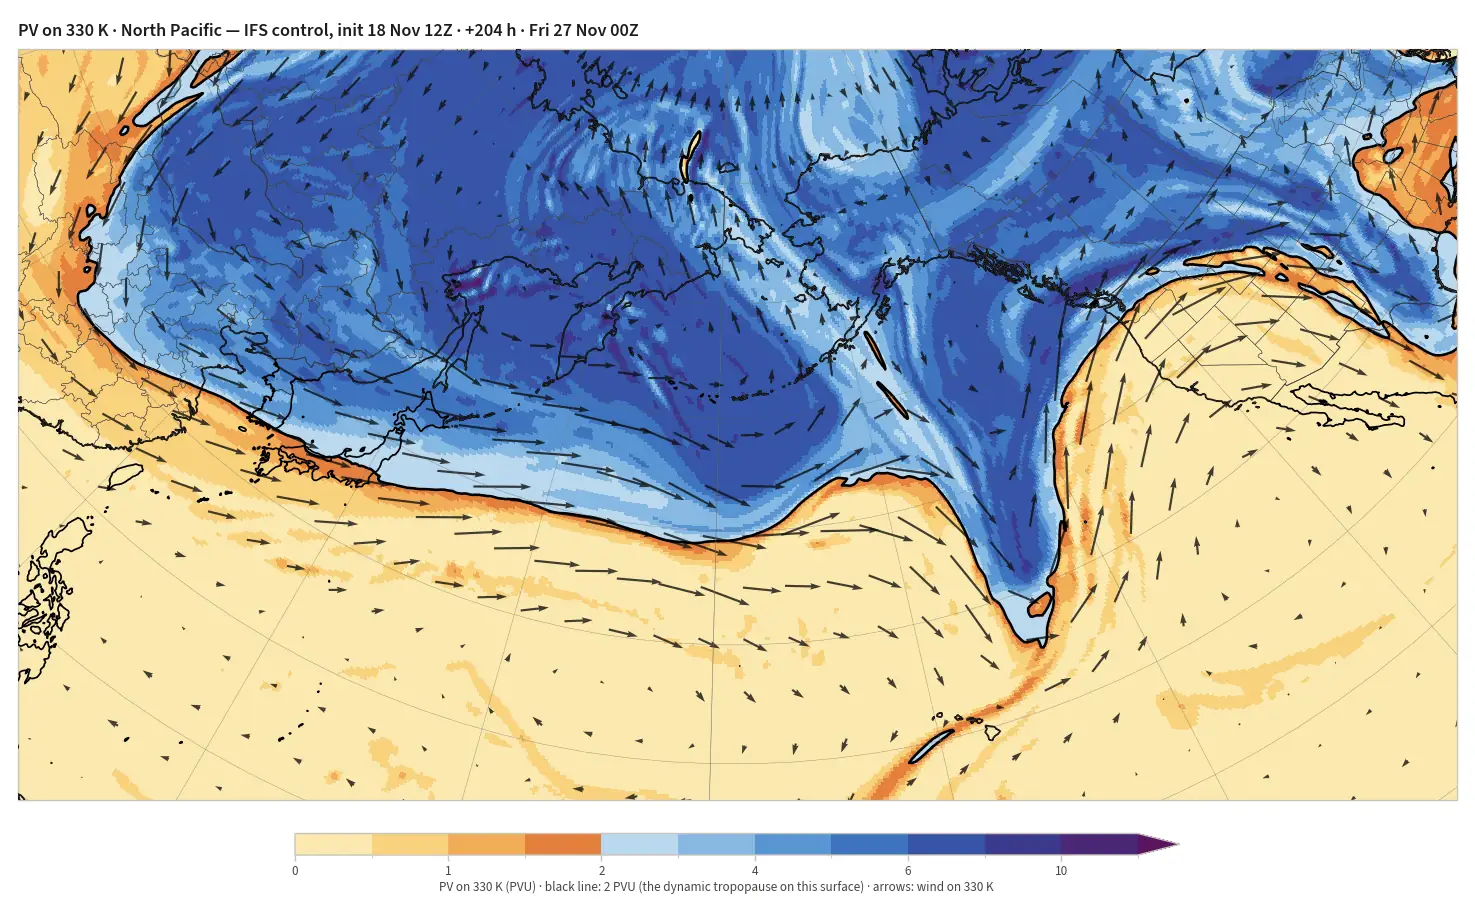 PV on 330 K · North Pacific — IFS control, init 18 Nov 12Z · +204 h · Fri 27 Nov 00Z
0 1 2 4 6 10
PV on 330 K (PVU) · black line: 2 PVU (the dynamic tropopause on this surface) · arrows: wind on 330 K